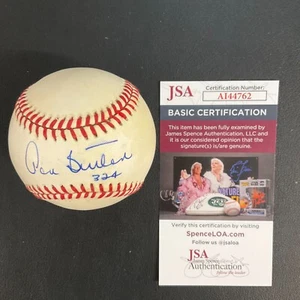 Don Sutton
324
JSA
Certification Number:
AI44762
BASIC CERTIFICATION
This item has been fully examined by
James Spence Authentication, LLC and
it is our considered opinion that the
signature(s) is/are genuine.
Verify this certification by visiting
SpenceLOA.com
Follow us @jsaloa
JSA
James Spence
Authentication